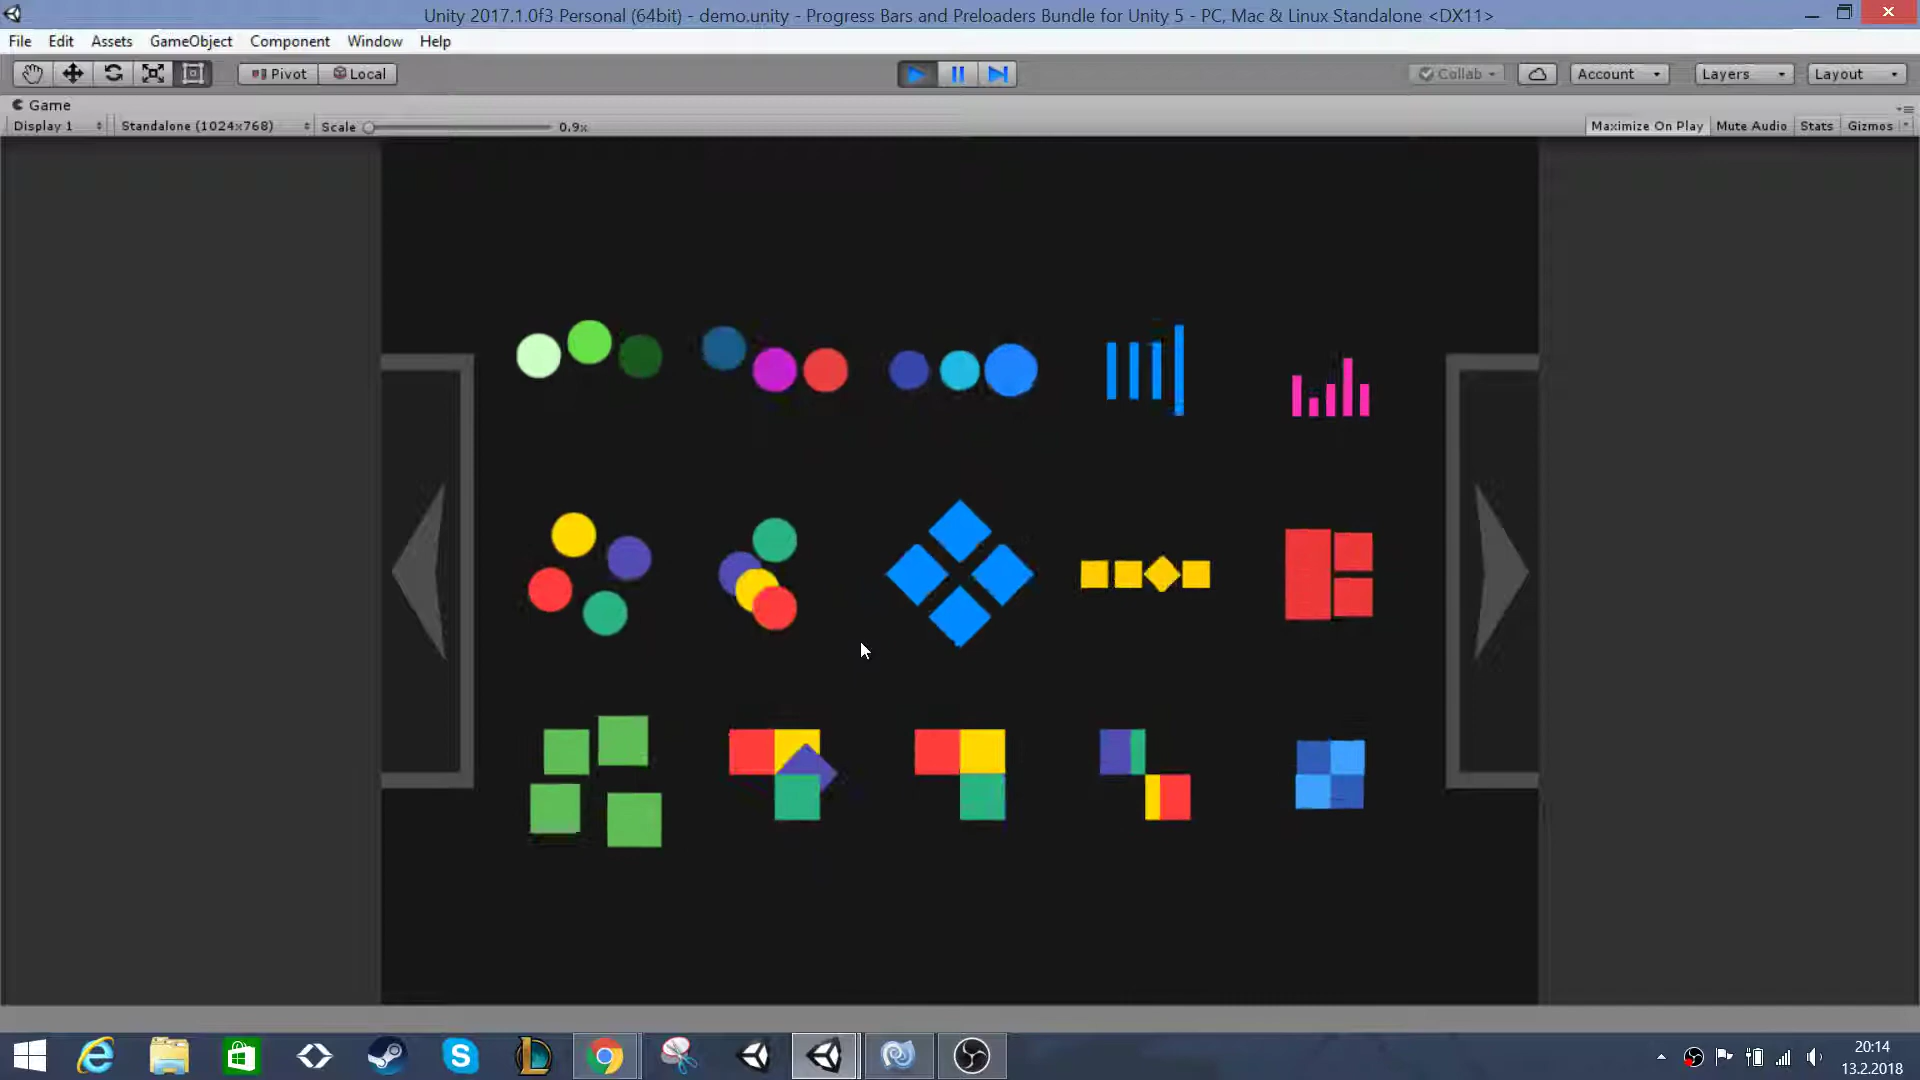 Unity 2017.1.0f3 Personal (64bit) - demo.unity - Progress Bars and Preloaders Bundle for Unity 5 - PC, Mac & Linux Standalone <DX11>
File Edit Assets GameObject Component Window Help
Pivot Local Collab Account Layers Layout
Game
Display 1 Standalone (1024x768) Scale 0.9x Maximize On Play Mute Audio Stats Gizmos
20:14
13.2.2018